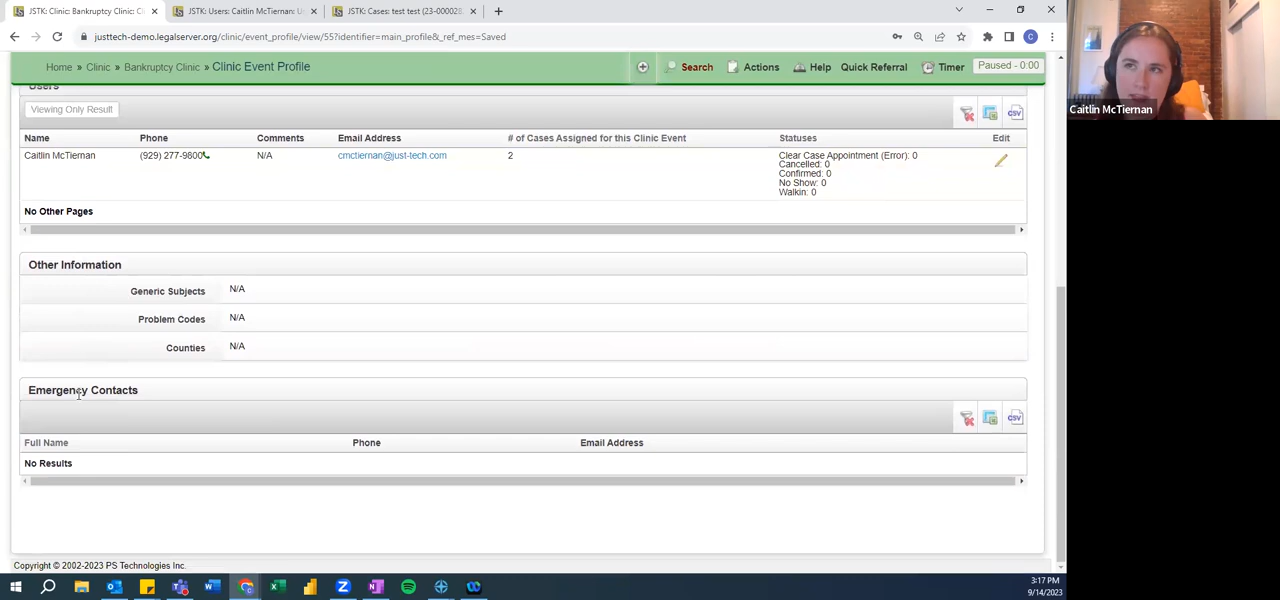 JSTK: Clinic: Bankruptcy Clinic: Cl
JSTK: Users: Caitlin McTiernan: U
JSTK: Cases: test test (23-0000028
justtech-demo.legalserver.org/clinic/event_profile/view/55?identifier=main_profile&_ref_mes=Saved
Home » Clinic » Bankruptcy Clinic » Clinic Event Profile
Search
Actions
Help
Quick Referral
Timer
Paused - 0:00
Users
Viewing Only Result
CSV
Name Phone Comments Email Address # of Cases Assigned for this Clinic Event Statuses Edit
Caitlin McTiernan (929) 277-9800 N/A cmctiernan@just-tech.com 2 Clear Case Appointment (Error): 0
Cancelled: 0
Confirmed: 0
No Show: 0
Walkin: 0
No Other Pages
Other Information
Generic Subjects N/A
Problem Codes N/A
Counties N/A
Emergency Contacts
CSV
Full Name Phone Email Address
No Results
Copyright © 2002-2023 PS Technologies Inc.
3:17 PM
9/14/2023
Caitlin McTiernan